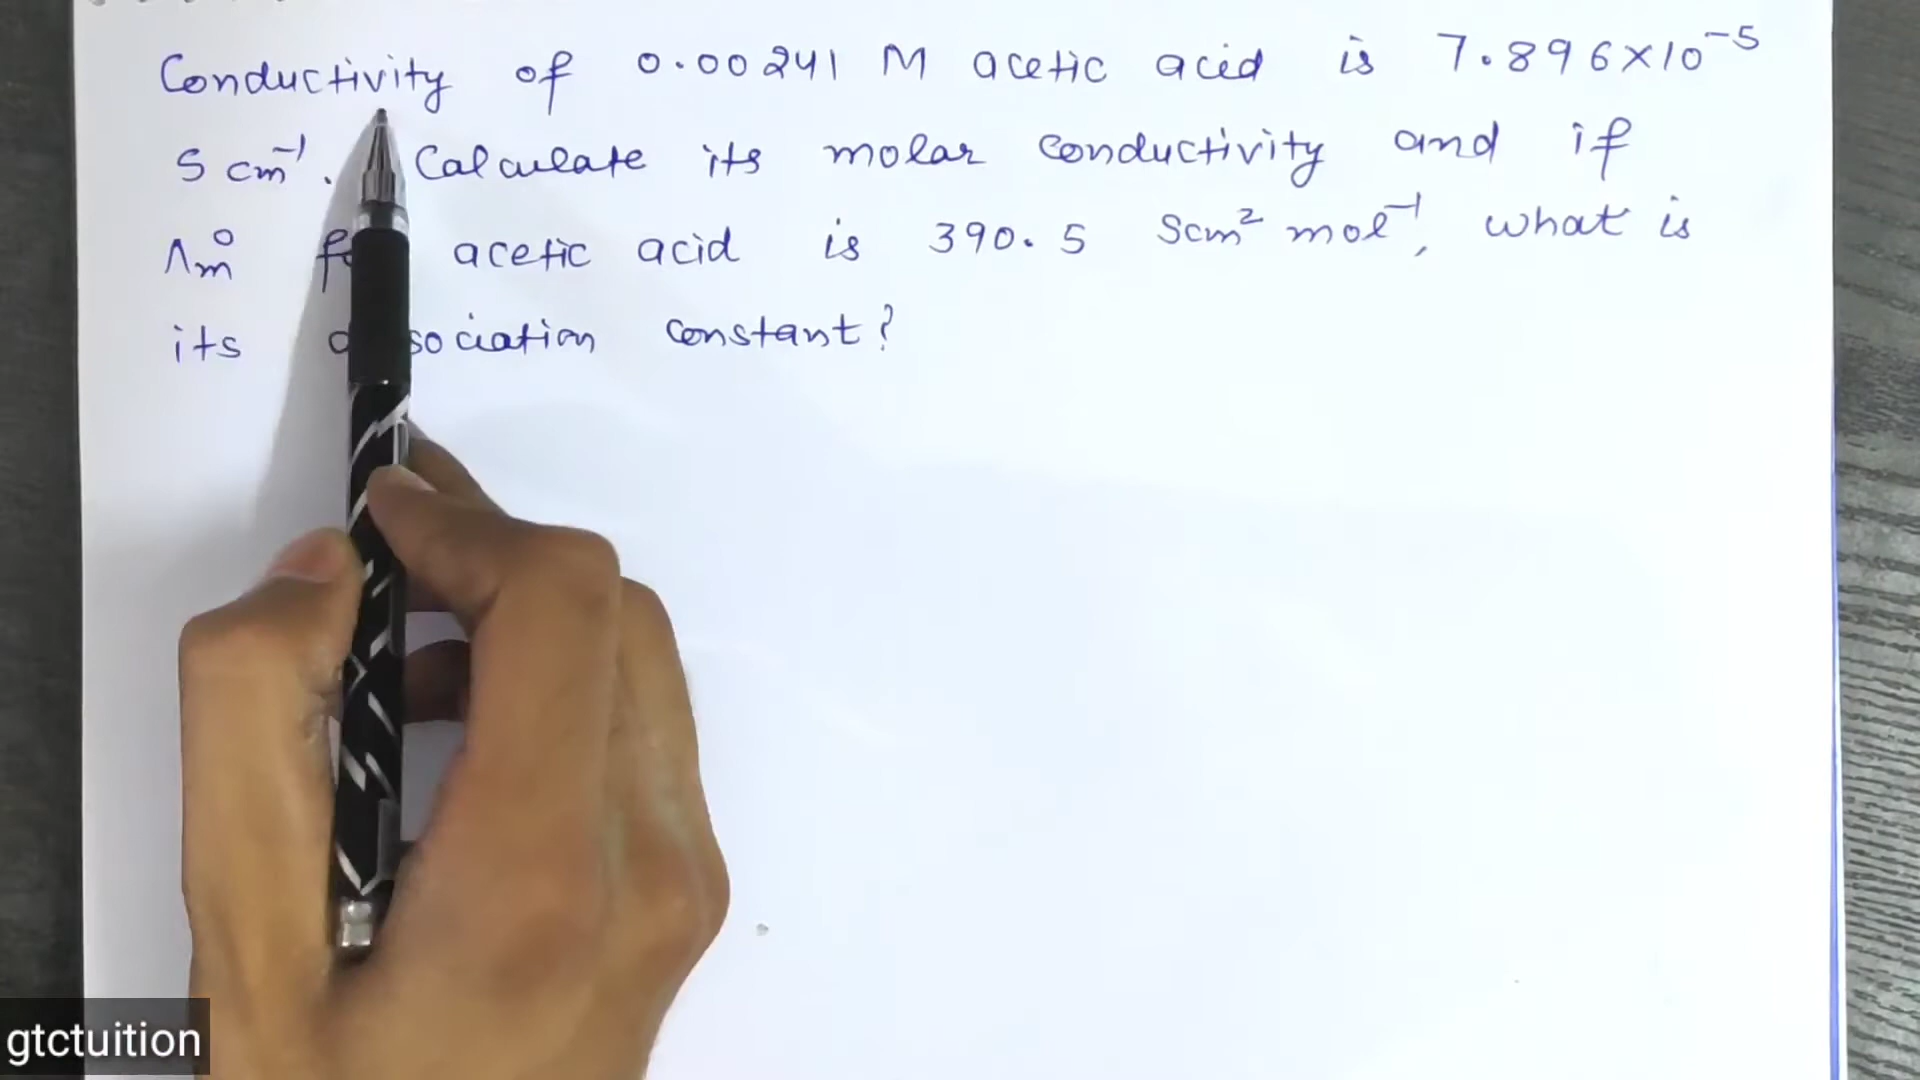 Conductivity of 0.00241 M acetic acid is 7.896×10⁻⁵
S cm⁻¹. Calculate its molar conductivity and if
Λ°m acetic acid is 390.5 Scm² mol⁻¹, what is
its constant?
gtctuition